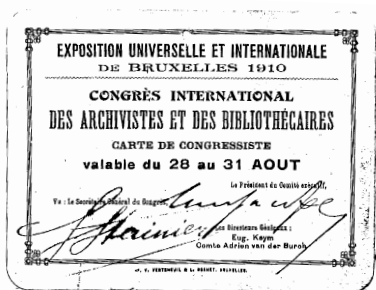 EXPOSITION UNIVERSELLE ET INTERNATIONALE
DE BRUXELLES 1910
CONGRÈS INTERNATIONAL
DES ARCHIVISTES ET DES BIBLIOTHÉCAIRES
CARTE DE CONGRESSISTE
valable du 28 au 31 AOUT
Le Président du Comité exécutif,
Vu : Le Secrétaire Général du Congrès,
Les Directeurs Généraux :
Eug. Keym
Comte Adrien van der Burch
BRUXELLES.